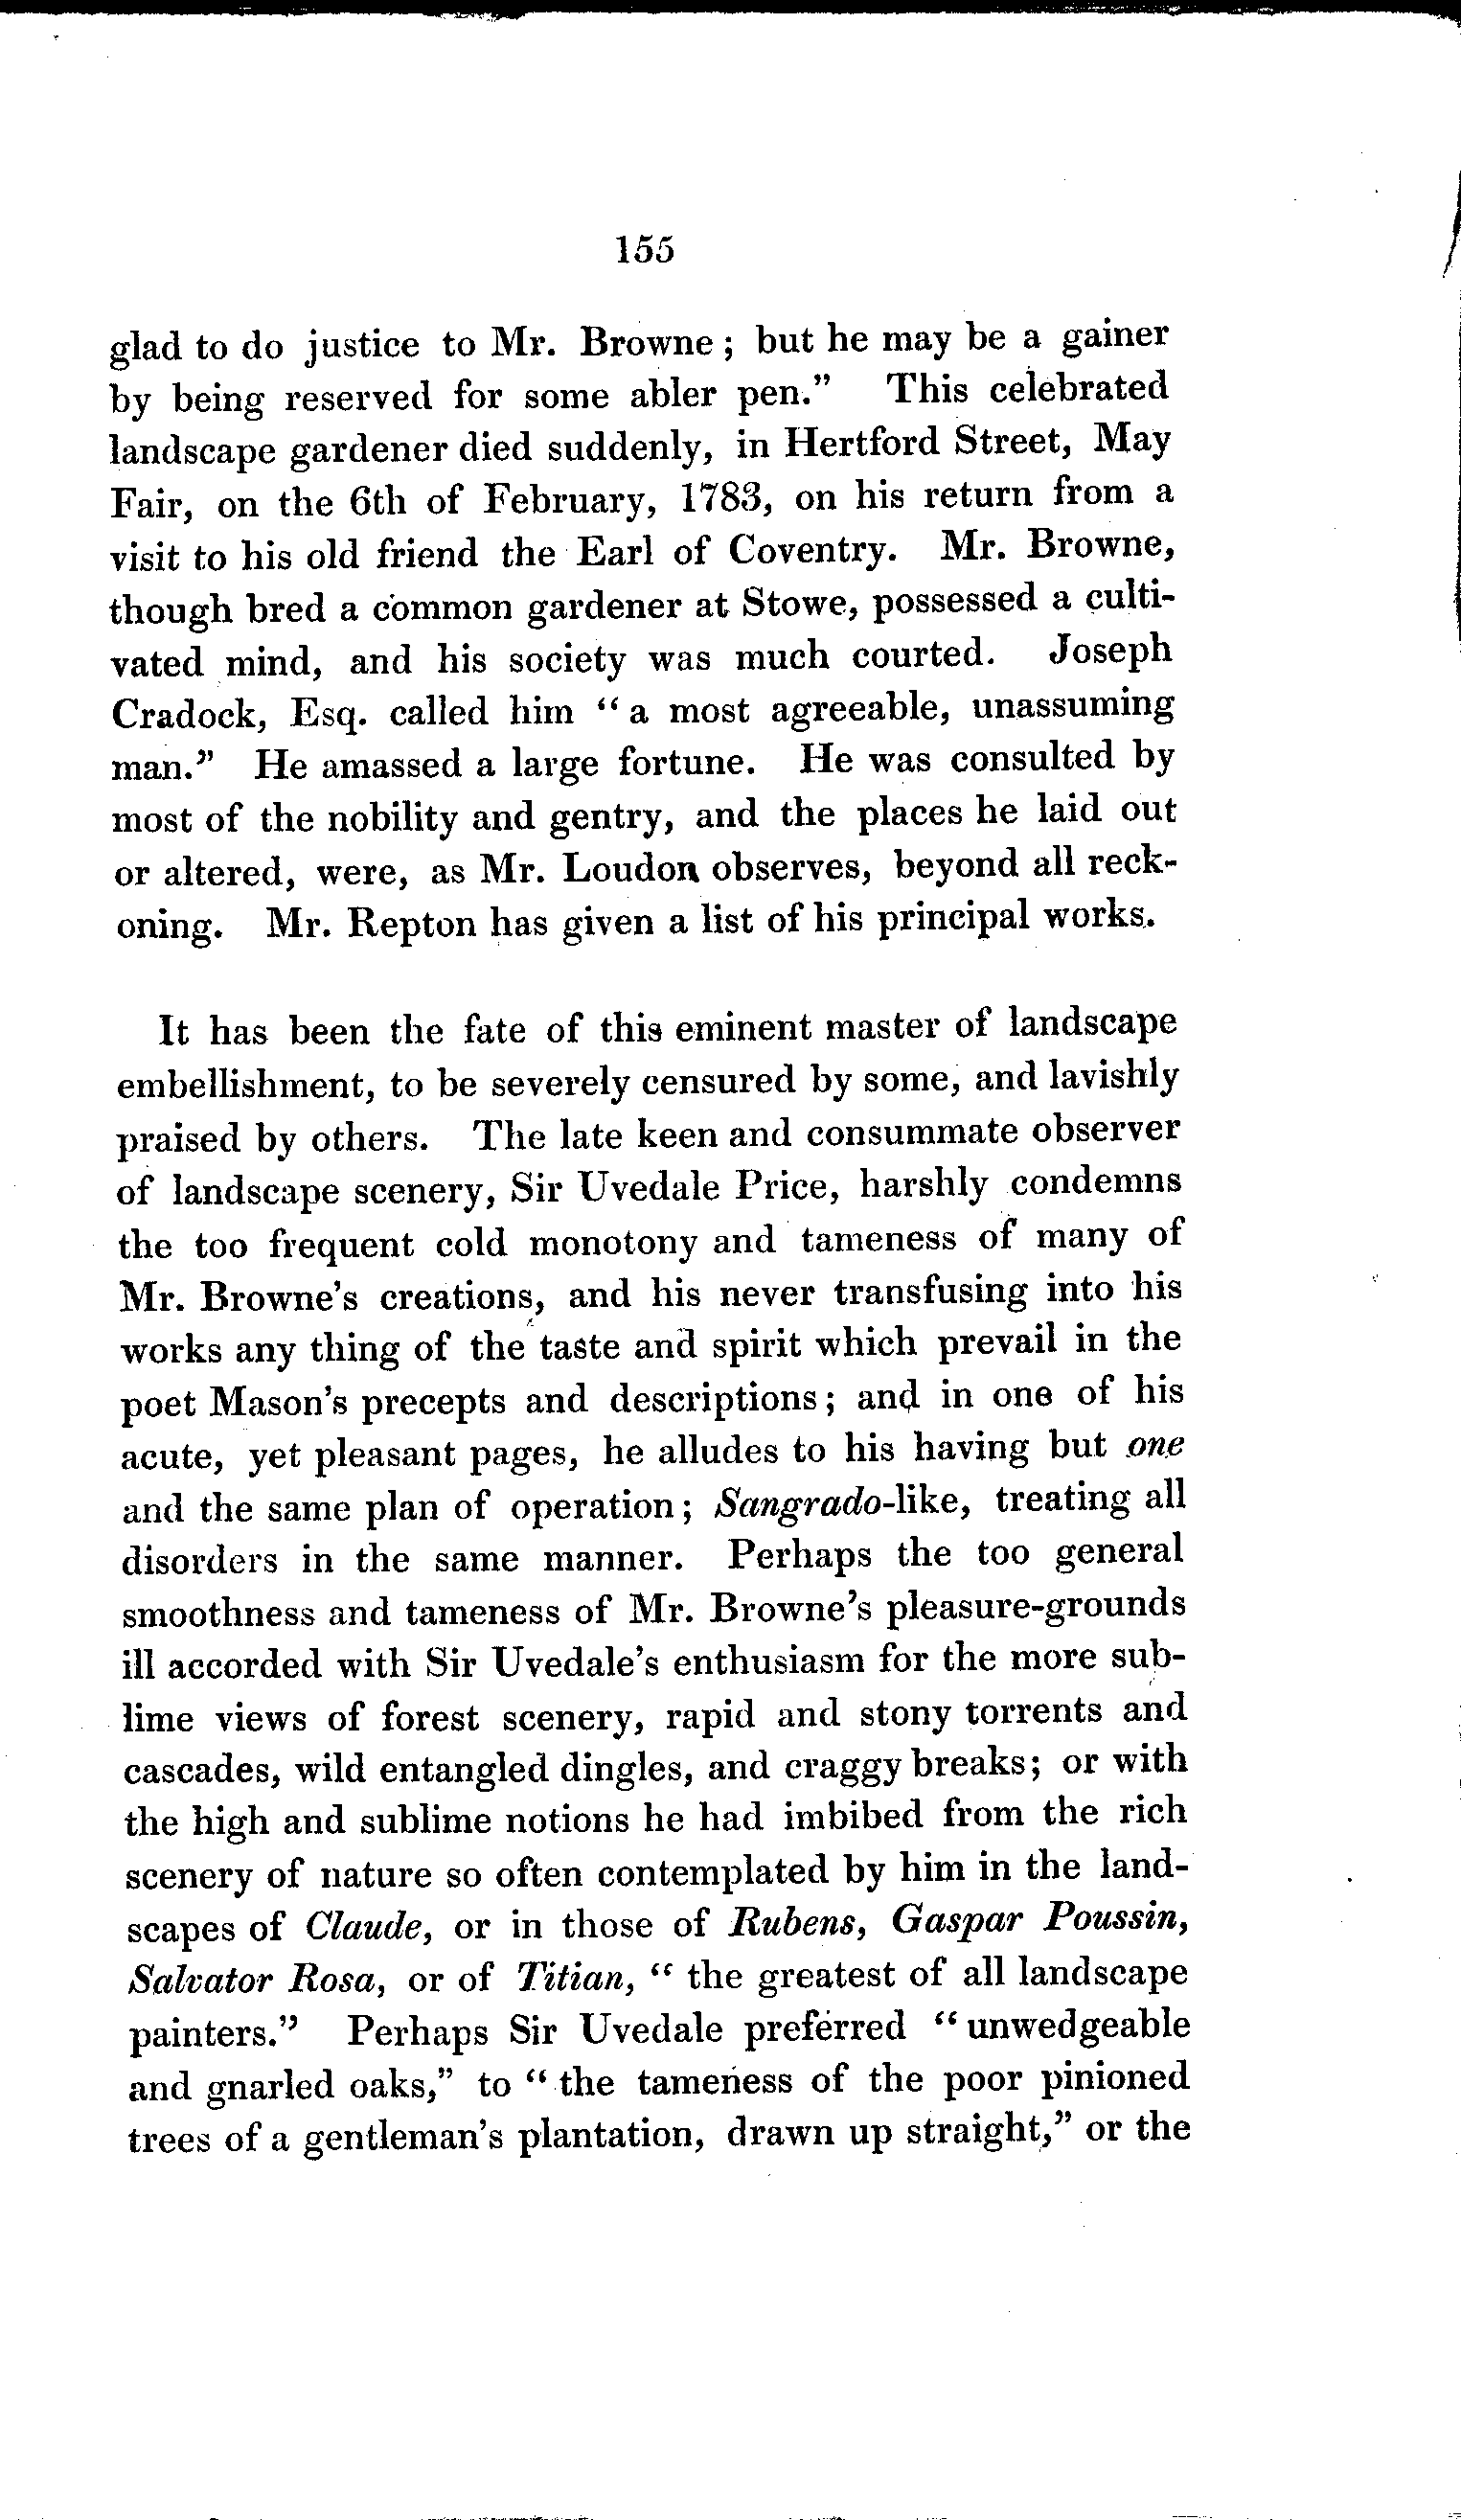 155
glad to do justice to Mr. Browne; but he may be a gainer
by being reserved for some abler pen." This celebrated
landscape gardener died suddenly, in Hertford Street, May
Fair, on the 6th of February, 1783, on his return from a
visit to his old friend the Earl of Coventry. Mr. Browne,
though bred a common gardener at Stowe, possessed a culti-
vated mind, and his society was much courted. Joseph
Cradock, Esq. called him "a most agreeable, unassuming
man." He amassed a large fortune. He was consulted by
most of the nobility and gentry, and the places he laid out
or altered, were, as Mr. Loudon observes, beyond all reck-
oning. Mr. Repton has given a list of his principal works.
It has been the fate of this eminent master of landscape
embellishment, to be severely censured by some, and lavishly
praised by others. The late keen and consummate observer
of landscape scenery, Sir Uvedale Price, harshly condemns
the too frequent cold monotony and tameness of many of
Mr. Browne's creations, and his never transfusing into his
works any thing of the taste and spirit which prevail in the
poet Mason's precepts and descriptions; and in one of his
acute, yet pleasant pages, he alludes to his having but one
and the same plan of operation; Sangrado-like, treating all
disorders in the same manner. Perhaps the too general
smoothness and tameness of Mr. Browne's pleasure-grounds
ill accorded with Sir Uvedale's enthusiasm for the more sub-
lime views of forest scenery, rapid and stony torrents and
cascades, wild entangled dingles, and craggy breaks; or with
the high and sublime notions he had imbibed from the rich
scenery of nature so often contemplated by him in the land-
scapes of Claude, or in those of Rubens, Gaspar Poussin,
Salvator Rosa, or of Titian, "the greatest of all landscape
painters." Perhaps Sir Uvedale preferred "unwedgeable
and gnarled oaks," to "the tameness of the poor pinioned
trees of a gentleman's plantation, drawn up straight," or the